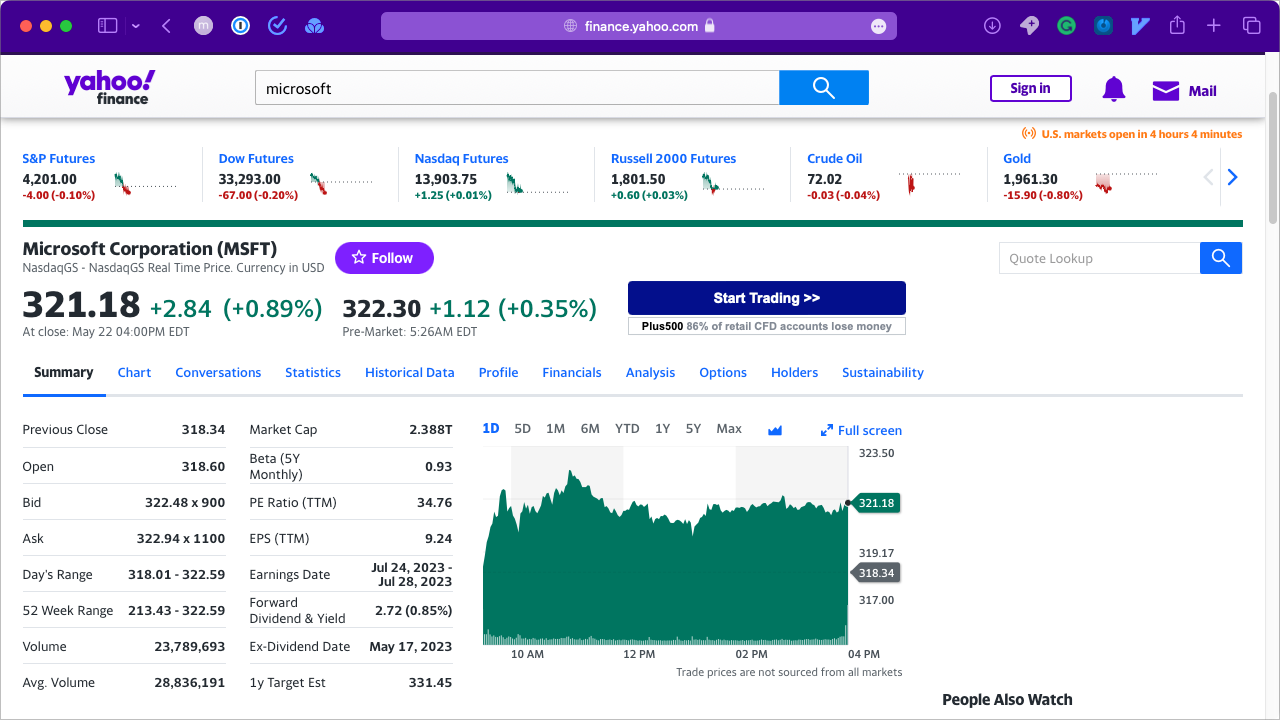 finance.yahoo.com
yahoo!
finance
microsoft
Sign in
Mail
U.S. markets open in 4 hours 4 minutes
S&P Futures
4,201.00
-4.00 (-0.10%)
Dow Futures
33,293.00
-67.00 (-0.20%)
Nasdaq Futures
13,903.75
+1.25 (+0.01%)
Russell 2000 Futures
1,801.50
+0.60 (+0.03%)
Crude Oil
72.02
-0.03 (-0.04%)
Gold
1,961.30
-15.90 (-0.80%)
Microsoft Corporation (MSFT)
NasdaqGS - NasdaqGS Real Time Price. Currency in USD
Follow
Quote Lookup
321.18 +2.84 (+0.89%)
At close: May 22 04:00PM EDT
322.30 +1.12 (+0.35%)
Pre-Market: 5:26AM EDT
Start Trading >>
Plus500 86% of retail CFD accounts lose money
Summary Chart Conversations Statistics Historical Data Profile Financials Analysis Options Holders Sustainability
Previous Close 318.34
Open 318.60
Bid 322.48 x 900
Ask 322.94 x 1100
Day's Range 318.01 - 322.59
52 Week Range 213.43 - 322.59
Volume 23,789,693
Avg. Volume 28,836,191
Market Cap 2.388T
Beta (5Y
Monthly) 0.93
PE Ratio (TTM) 34.76
EPS (TTM) 9.24
Earnings Date Jul 24, 2023 -
Jul 28, 2023
Forward
Dividend & Yield 2.72 (0.85%)
Ex-Dividend Date May 17, 2023
1y Target Est 331.45
1D 5D 1M 6M YTD 1Y 5Y Max
Full screen
323.50
321.18
319.17
318.34
317.00
10 AM 12 PM 02 PM 04 PM
Trade prices are not sourced from all markets
People Also Watch